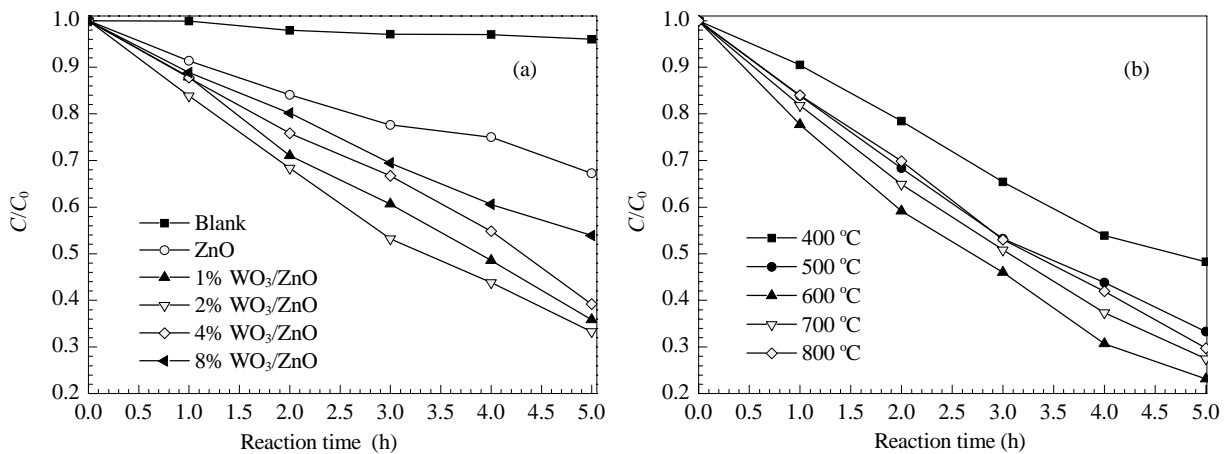 1.0
0.9
0.8
0.7
0.6
0.5
0.4
0.3
0.2
C/C₀
(a)
Blank
ZnO
1% WO₃/ZnO
2% WO₃/ZnO
4% WO₃/ZnO
8% WO₃/ZnO
0.0 0.5 1.0 1.5 2.0 2.5 3.0 3.5 4.0 4.5 5.0
Reaction time (h)
1.0
0.9
0.8
0.7
0.6
0.5
0.4
0.3
0.2
C/C₀
(b)
400 °C
500 °C
600 °C
700 °C
800 °C
0.0 0.5 1.0 1.5 2.0 2.5 3.0 3.5 4.0 4.5 5.0
Reaction time (h)